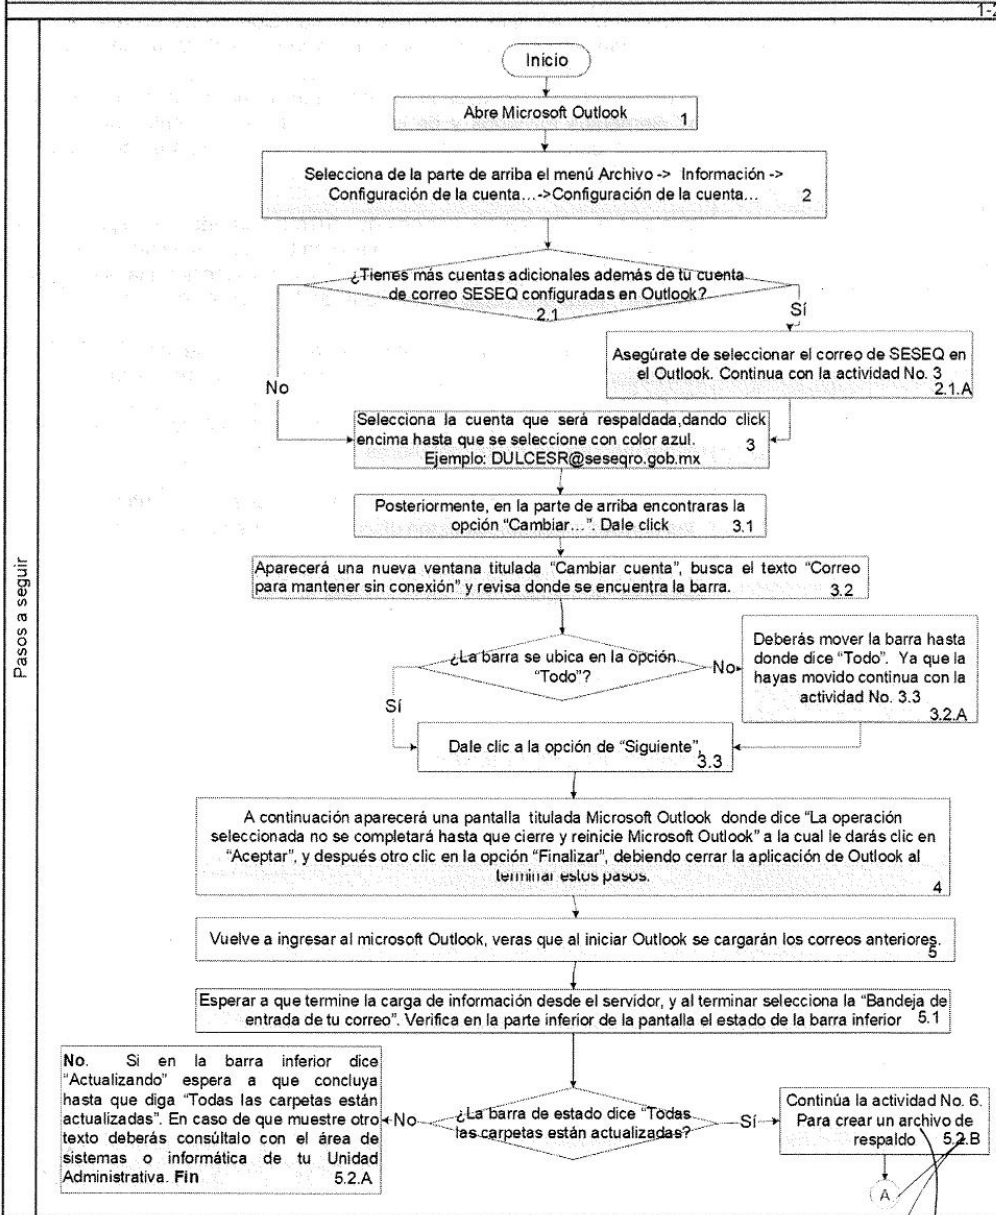 1-2
Inicio
Abre Microsoft Outlook
1
Selecciona de la parte de arriba el menú Archivo -> Información ->
Configuración de la cuenta...->Configuración de la cuenta...
2
¿Tienes más cuentas adicionales además de tu cuenta
de correo SESEQ configuradas en Outlook?
2.1
Sí
Asegúrate de seleccionar el correo de SESEQ en
el Outlook. Continua con la actividad No. 3
2.1.A
No
Selecciona la cuenta que será respaldada,dando click
encima hasta que se seleccione con color azul.
3
Ejemplo: DULCESR@seseqro.gob.mx
Posteriormente, en la parte de arriba encontraras la
opción “Cambiar...”. Dale click
3.1
Aparecerá una nueva ventana titulada “Cambiar cuenta”, busca el texto “Correo
para mantener sin conexión” y revisa donde se encuentra la barra.
3.2
Pasos a seguir
¿La barra se ubica en la opción
“Todo”?
No
Deberás mover la barra hasta
donde dice “Todo”. Ya que la
hayas movido continua con la
actividad No. 3.3
3.2.A
Sí
Dale clic a la opción de “Siguiente”,
3.3
A continuación aparecerá una pantalla titulada Microsoft Outlook donde dice “La operación
seleccionada no se completará hasta que cierre y reinicie Microsoft Outlook” a la cual le darás clic en
“Aceptar”, y después otro clic en la opción “Finalizar”, debiendo cerrar la aplicación de Outlook al
terminar estos pasos.
4
Vuelve a ingresar al microsoft Outlook, veras que al iniciar Outlook se cargarán los correos anteriores.
5
Esperar a que termine la carga de información desde el servidor, y al terminar selecciona la “Bandeja de
entrada de tu correo”. Verifica en la parte inferior de la pantalla el estado de la barra inferior
5.1
No. Si en la barra inferior dice
“Actualizando” espera a que concluya
hasta que diga “Todas las carpetas están
actualizadas”. En caso de que muestre otro
texto deberás consúltalo con el área de
sistemas o informática de tu Unidad
Administrativa. Fin
5.2.A
No
¿La barra de estado dice “Todas
las carpetas están actualizadas?
Sí
Continúa la actividad No. 6.
Para crear un archivo de
respaldo
5.2.B
A